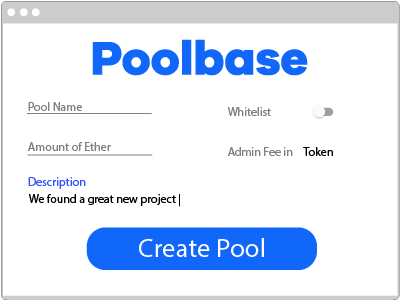 Poolbase
Pool Name
Whitelist
Amount of Ether
Admin Fee in Token
Description
We found a great new project
Create Pool